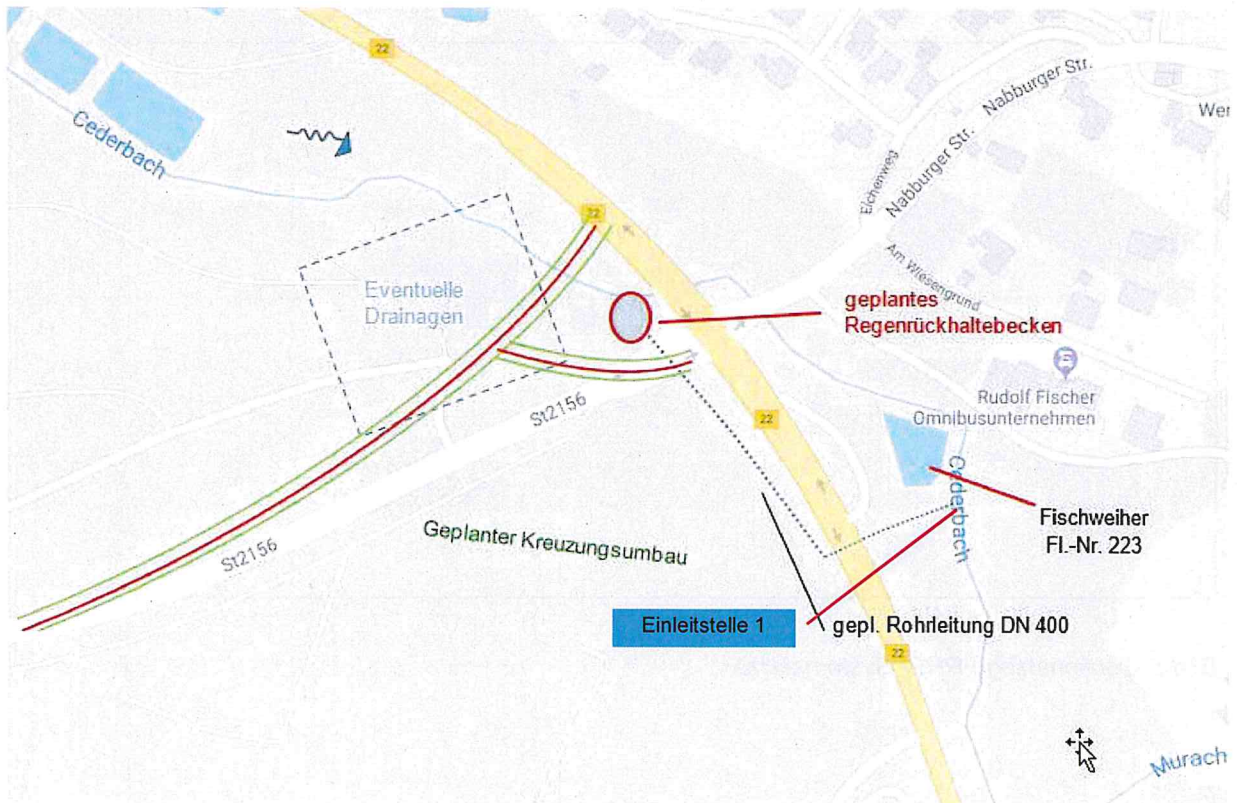 22
Nabburger Str.
Wer
Cederbach
Eichenweg
Nabburger Str.
22
Am Wiesengrund
Eventuelle
Drainagen
geplantes
Regenrückhaltebecken
Rudolf Fischer
Omnibusunternehmen
St2156
22
Cederbach
Fischweiher
Fl.-Nr. 223
Geplanter Kreuzungsumbau
St2156
Einleitstelle 1
gepl. Rohrleitung DN 400
22
Murach